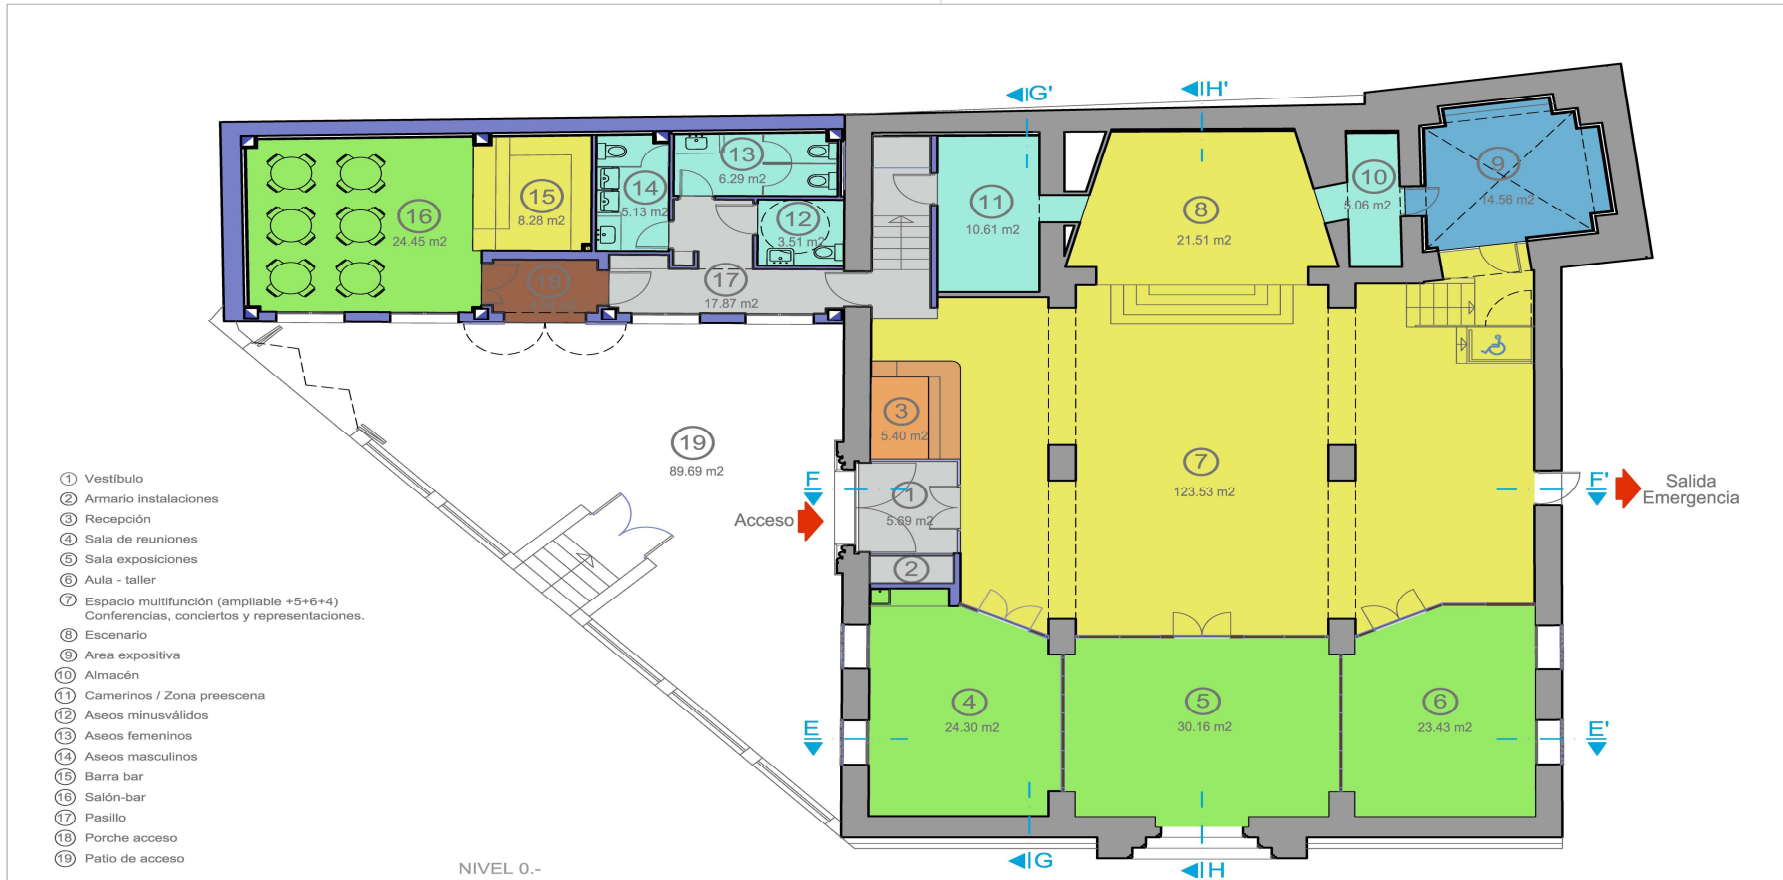 G'
H'
13
6.29 m2
9
14.56 m2
10
5.06 m2
14
5.13 m2
15
8.28 m2
11
10.61 m2
8
21.51 m2
16
24.45 m2
12
3.51 m2
17
17.87 m2
18
3
5.40 m2
19
89.69 m2
7
123.53 m2
F
F'
Salida
Emergencia
Acceso
1
5.69 m2
2
4
24.30 m2
5
30.16 m2
6
23.43 m2
E
E'
G
H
1 Vestíbulo
2 Armario instalaciones
3 Recepción
4 Sala de reuniones
5 Sala exposiciones
6 Aula - taller
7 Espacio multifunción (ampliable +5+6+4)
Conferencias, conciertos y representaciones.
8 Escenario
9 Area expositiva
10 Almacén
11 Camerinos / Zona preescena
12 Aseos minusválidos
13 Aseos femeninos
14 Aseos masculinos
15 Barra bar
16 Salón-bar
17 Pasillo
18 Porche acceso
19 Patio de acceso
NIVEL 0.-